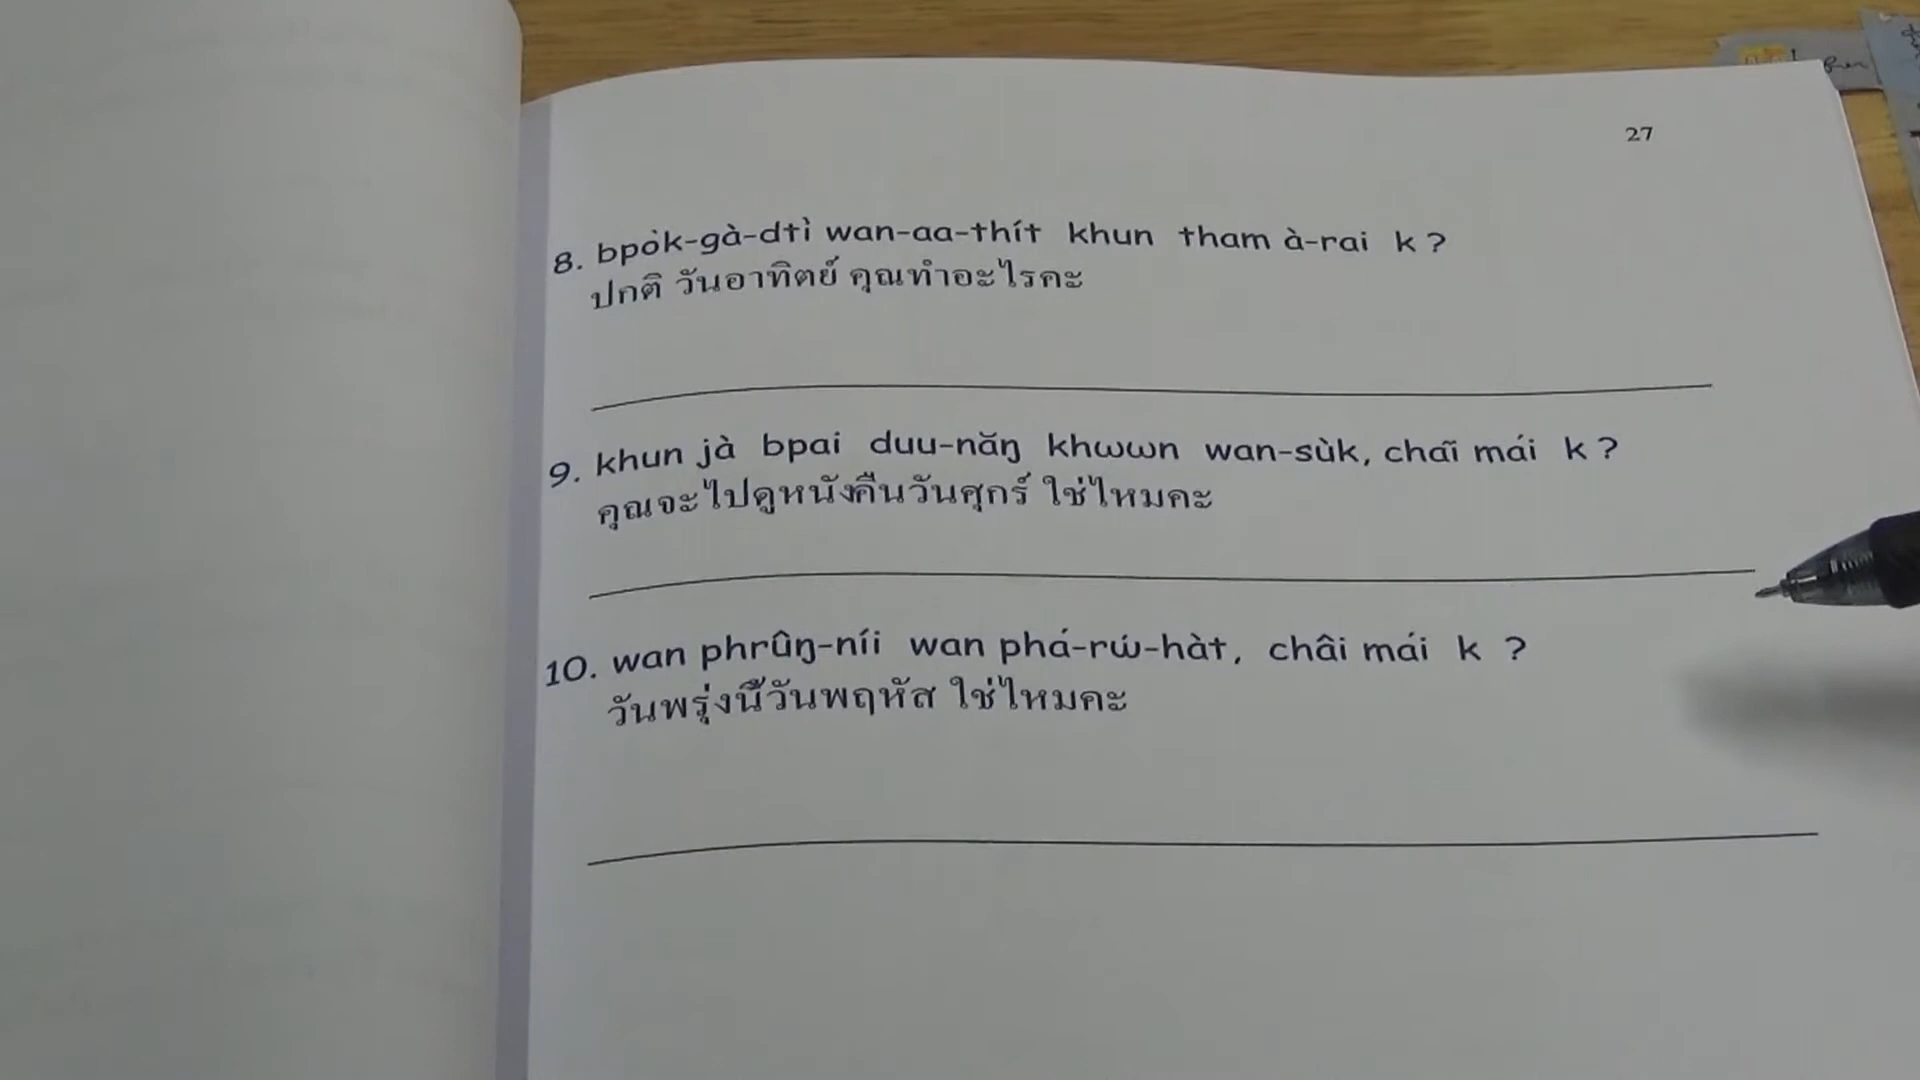 27
8. bpòk-gà-dtì wan-aa-thít khun tham à-rai k ?
ปกติ วันอาทิตย์ คุณทำอะไรคะ
9. khun jà bpai duu-năŋ khɯɯn wan-sùk, chaĩ mái k ?
คุณจะไปดูหนังคืนวันศุกร์ ใช่ไหมคะ
10. wan phrûŋ-níi wan phá-rɯ́-hàt, châi mái k ?
วันพรุ่งนี้วันพฤหัส ใช่ไหมคะ